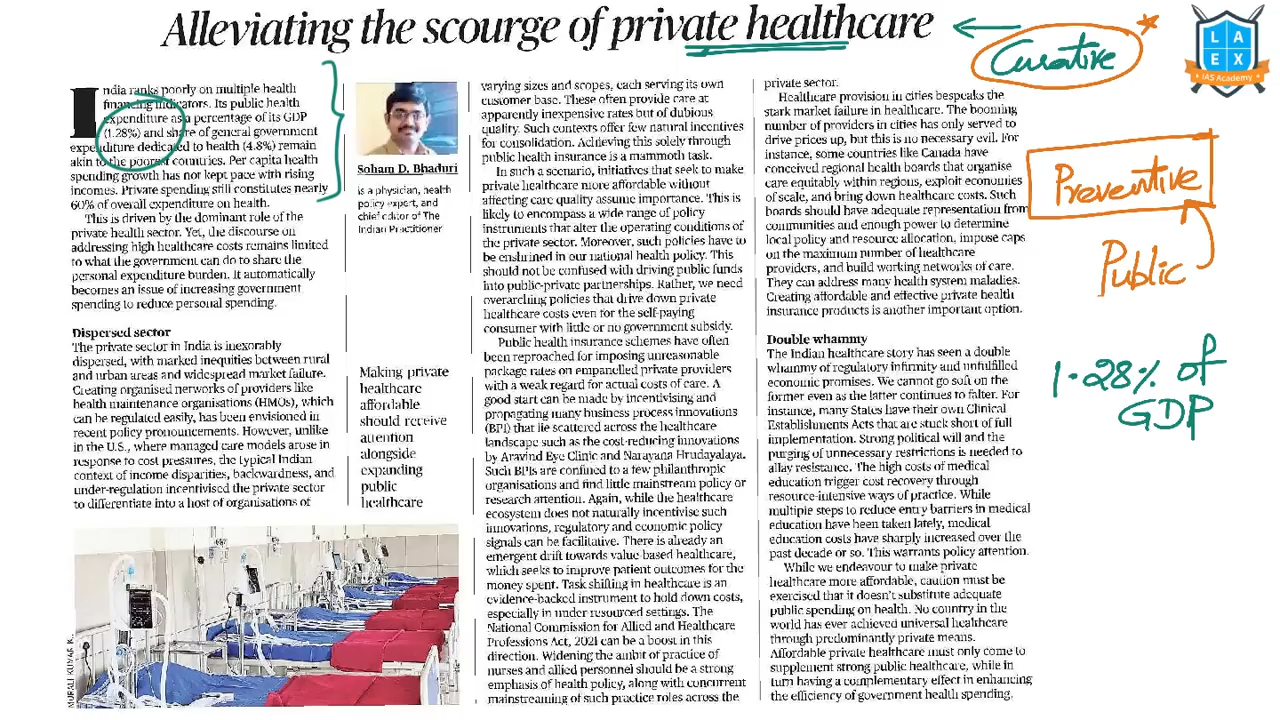 Alleviating the scourge of private healthcare
Curative
L A
E X
IAS Academy
India ranks poorly on multiple health
financing indicators. Its public health
expenditure as a percentage of its GDP
(1.28%) and share of general government
expenditure dedicated to health (4.8%) remain
akin to the poorest countries. Per capita health
spending growth has not kept pace with rising
incomes. Private spending still constitutes nearly
60% of overall expenditure on health.
This is driven by the dominant role of the
private health sector. Yet, the discourse on
addressing high healthcare costs remains limited
to what the government can do to share the
personal expenditure burden. It automatically
becomes an issue of increasing government
spending to reduce personal spending.
Dispersed sector
The private sector in India is inexorably
dispersed, with marked inequities between rural
and urban areas and widespread market failure.
Creating organised networks of providers like
health maintenance organisations (HMOs), which
can be regulated easily, has been envisioned in
recent policy pronouncements. However, unlike
in the U.S., where managed care models arose in
response to cost pressures, the typical Indian
context of income disparities, backwardness, and
under-regulation incentivised the private sector
to differentiate into a host of organisations of
MURALI KUMAR K.
Soham D. Bhaduri
is a physician, health
policy expert, and
chief editor of The
Indian Practitioner
Making private
healthcare
affordable
should receive
attention
alongside
expanding
public
healthcare
varying sizes and scopes, each serving its own
customer base. These often provide care at
apparently inexpensive rates but of dubious
quality. Such contexts offer few natural incentives
for consolidation. Achieving this solely through
public health insurance is a mammoth task.
In such a scenario, initiatives that seek to make
private healthcare more affordable without
affecting care quality assume importance. This is
likely to encompass a wide range of policy
instruments that alter the operating conditions of
the private sector. Moreover, such policies have to
be enshrined in our national health policy. This
should not be confused with driving public funds
into public-private partnerships. Rather, we need
overarching policies that drive down private
healthcare costs even for the self-paying
consumer with little or no government subsidy.
Public health insurance schemes have often
been reproached for imposing unreasonable
package rates on empanelled private providers
with a weak regard for actual costs of care. A
good start can be made by incentivising and
propagating many business process innovations
(BPI) that lie scattered across the healthcare
landscape such as the cost-reducing innovations
by Aravind Eye Clinic and Narayana Hrudayalaya.
Such BPIs are confined to a few philanthropic
organisations and find little mainstream policy or
research attention. Again, while the healthcare
ecosystem does not naturally incentivise such
innovations, regulatory and economic policy
signals can be facilitative. There is already an
emergent drift towards value-based healthcare,
which seeks to improve patient outcomes for the
money spent. Task shifting in healthcare is an
evidence-backed instrument to hold down costs,
especially in under-resourced settings. The
National Commission for Allied and Healthcare
Professions Act, 2021 can be a boost in this
direction. Widening the ambit of practice of
nurses and allied personnel should be a strong
emphasis of health policy, along with concurrent
mainstreaming of such practice roles across the
private sector.
Healthcare provision in cities bespeaks the
stark market failure in healthcare. The booming
number of providers in cities has only served to
drive prices up, but this is no necessary evil. For
instance, some countries like Canada have
conceived regional health boards that organise
care equitably within regions, exploit economies
of scale, and bring down healthcare costs. Such
boards should have adequate representation from
communities and enough power to determine
local policy and resource allocation, impose caps
on the maximum number of healthcare
providers, and build working networks of care.
They can address many health system maladies.
Creating affordable and effective private health
insurance products is another important option.
Double whammy
The Indian healthcare story has seen a double
whammy of regulatory infirmity and unfulfilled
economic promises. We cannot go soft on the
former even as the latter continues to falter. For
instance, many States have their own Clinical
Establishments Acts that are stuck short of full
implementation. Strong political will and the
purging of unnecessary restrictions is needed to
allay resistance. The high costs of medical
education trigger cost recovery through
resource-intensive ways of practice. While
multiple steps to reduce entry barriers in medical
education have been taken lately, medical
education costs have sharply increased over the
past decade or so. This warrants policy attention.
While we endeavour to make private
healthcare more affordable, caution must be
exercised that it doesn't substitute adequate
public spending on health. No country in the
world has ever achieved universal healthcare
through predominantly private means.
Affordable private healthcare must only come to
supplement strong public healthcare, while in
turn having a complementary effect in enhancing
the efficiency of government health spending.
Preventive
Public
1.28% of
GDP